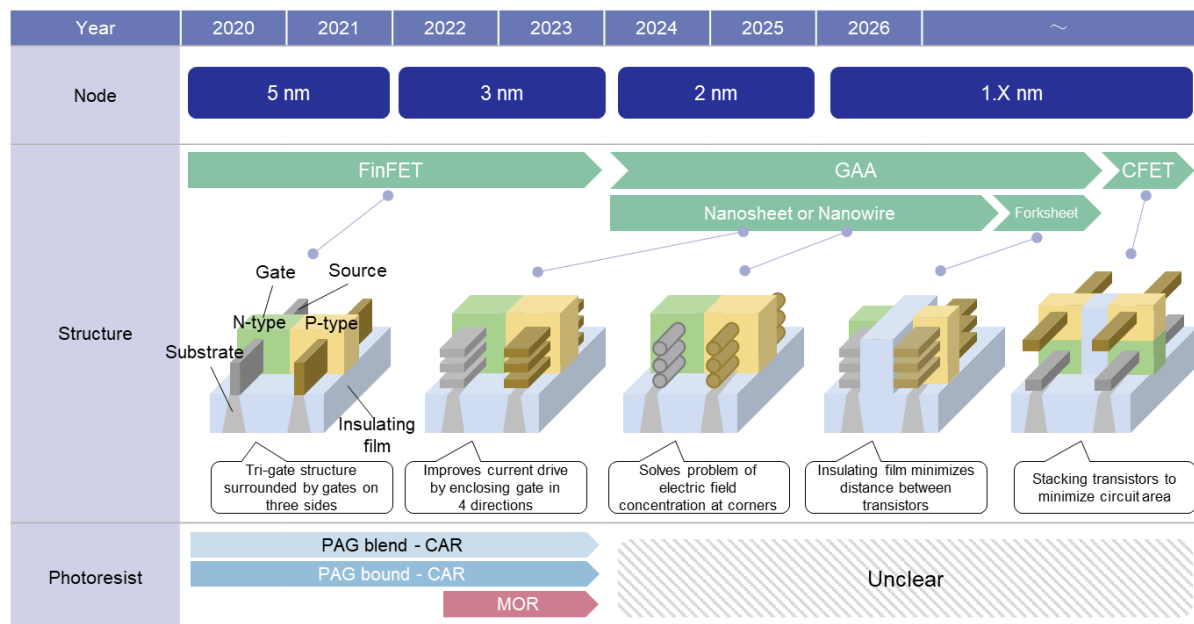 Year
2020
2021
2022
2023
2024
2025
2026
～
Node
5 nm
3 nm
2 nm
1.X nm
Structure
FinFET
GAA
CFET
Nanosheet or Nanowire
Forksheet
Gate
Source
N-type
P-type
Substrate
Insulating
film
Tri-gate structure
surrounded by gates on
three sides
Improves current drive
by enclosing gate in
4 directions
Solves problem of
electric field
concentration at corners
Insulating film minimizes
distance between
transistors
Stacking transistors to
minimize circuit area
Photoresist
PAG blend - CAR
PAG bound - CAR
MOR
Unclear